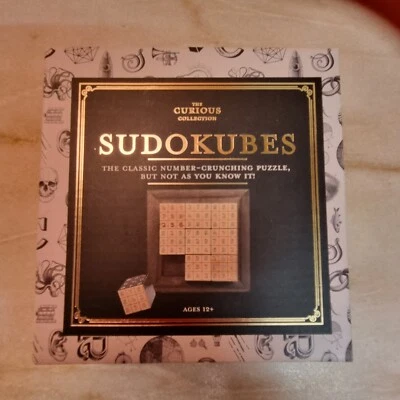 THE
CURIOUS
COLLECTION
SUDOKUBES
THE CLASSIC NUMBER-CRUNCHING PUZZLE,
BUT NOT AS YOU KNOW IT!
AGES 12+